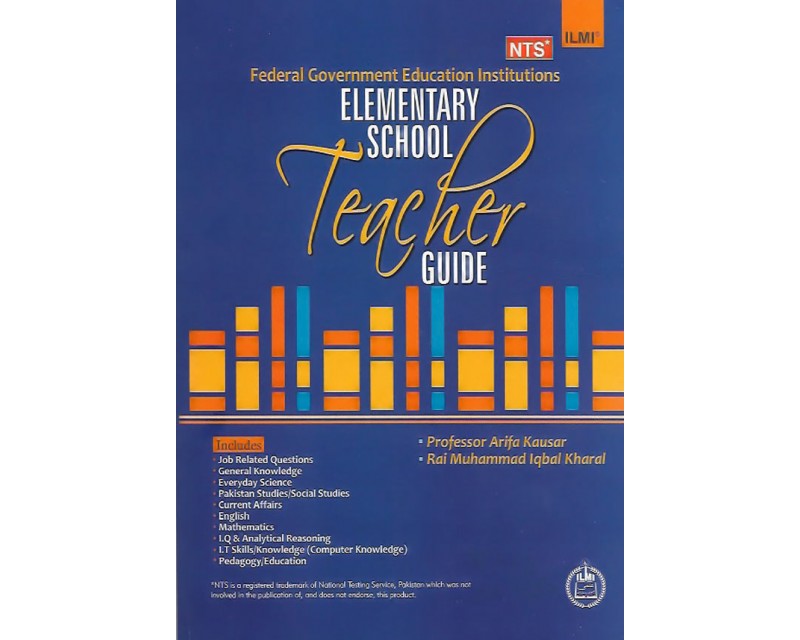 ILMI®
NTS*
Federal Government Education Institutions
ELEMENTARY
SCHOOL
Teacher
GUIDE
Includes
• Job Related Questions
• General Knowledge
• Everyday Science
• Pakistan Studies/Social Studies
• Current Affairs
• English
• Mathematics
• I.Q & Analytical Reasoning
• I.T Skills/Knowledge (Computer Knowledge)
• Pedagogy/Education
▪ Professor Arifa Kausar
▪ Rai Muhammad Iqbal Kharal
*NTS is a registered trademark of National Testing Service, Pakistan which was not
involved in the publication of, and does not endorse, this product.
ILMI